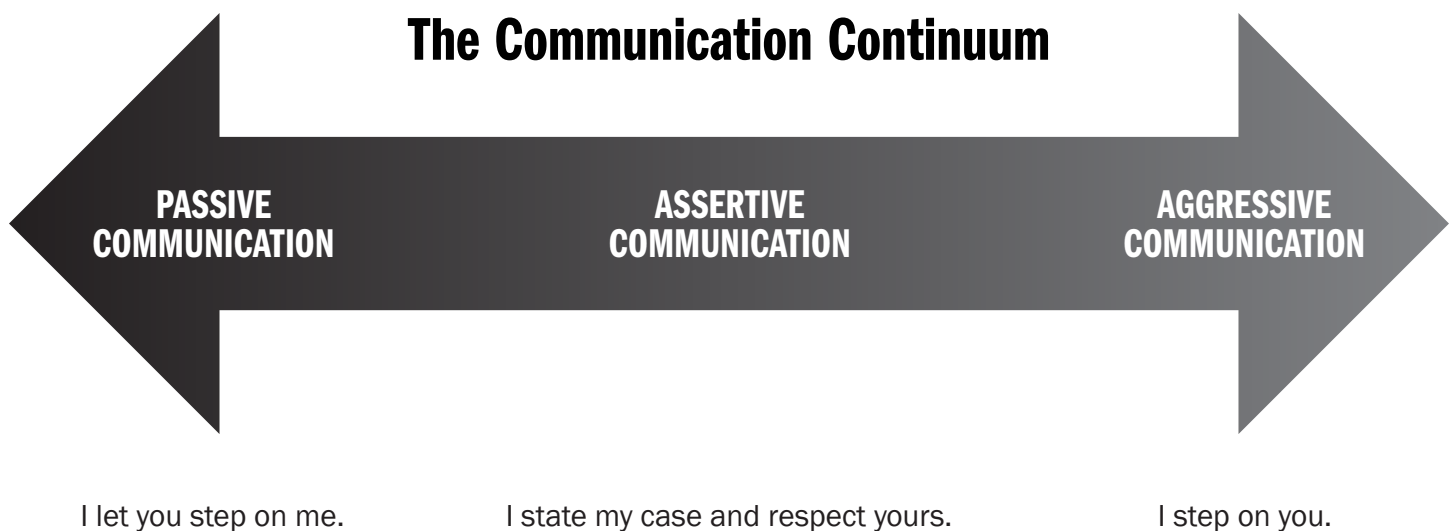 The Communication Continuum
PASSIVE
COMMUNICATION
ASSERTIVE
COMMUNICATION
AGGRESSIVE
COMMUNICATION
I let you step on me.
I state my case and respect yours.
I step on you.